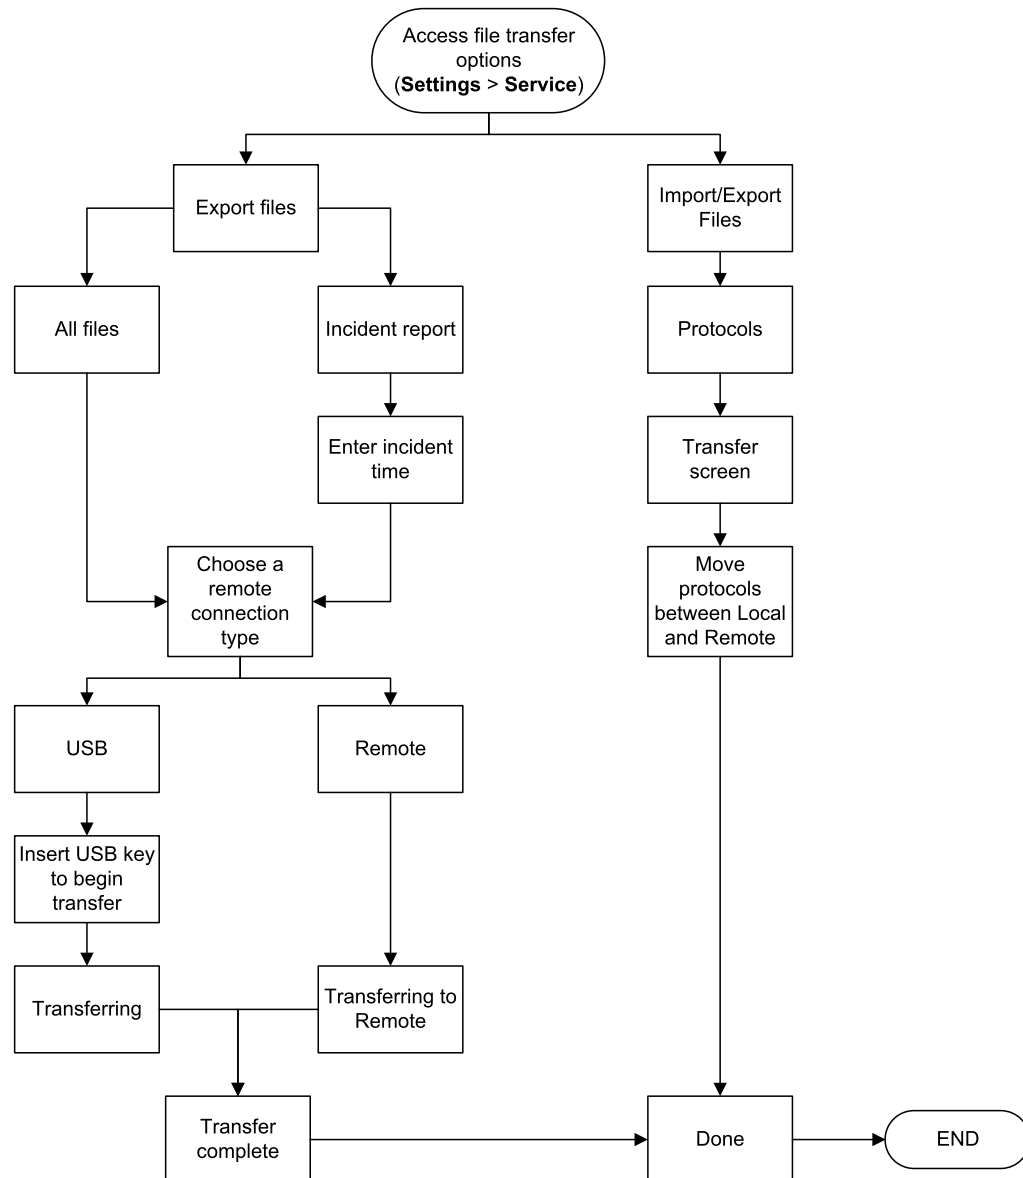 Access file transfer
options
(Settings > Service)
Export files
Import/Export
Files
All files
Incident report
Protocols
Enter incident
time
Transfer
screen
Choose a
remote
connection
type
Move
protocols
between Local
and Remote
USB
Remote
Insert USB key
to begin
transfer
Transferring
Transferring to
Remote
Transfer
complete
Done
END